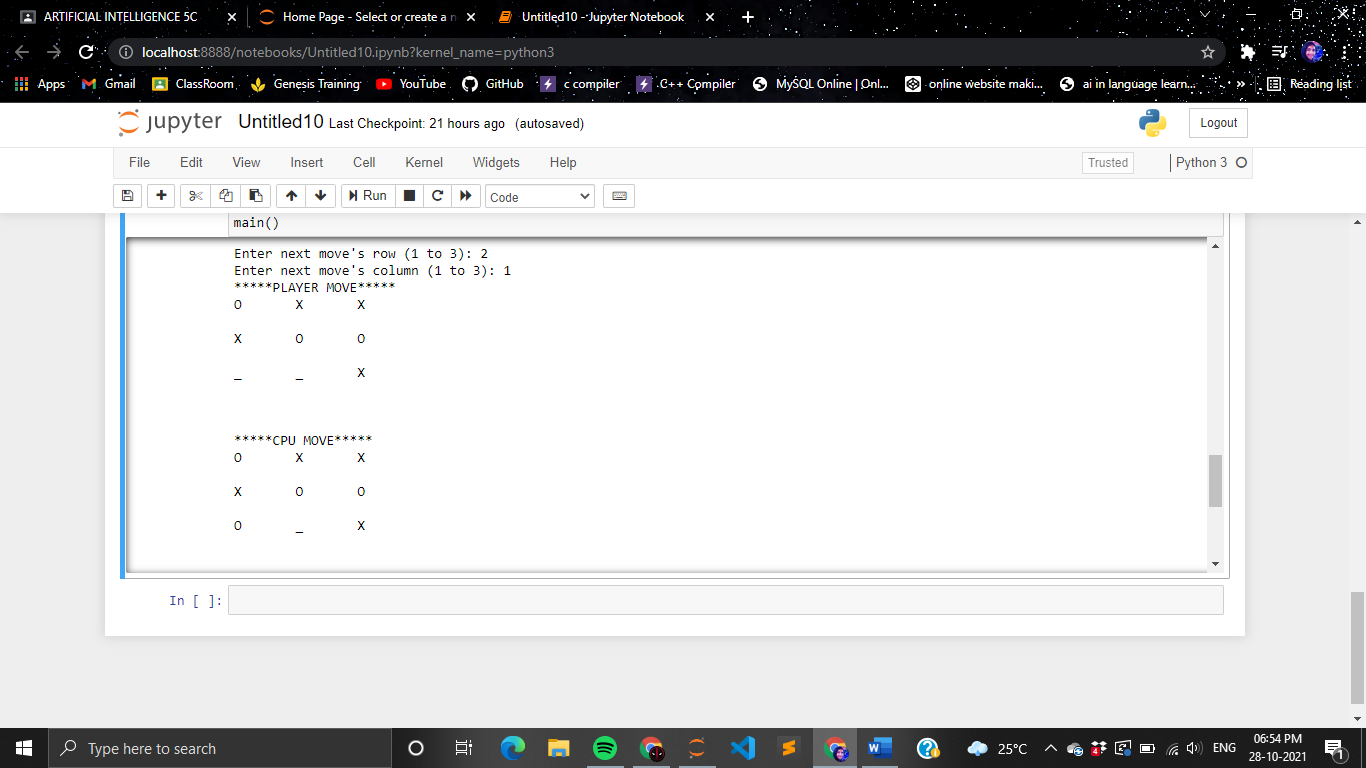 ARTIFICIAL INTELLIGENCE 5C
Home Page - Select or create a n
Untitled10 - Jupyter Notebook
localhost:8888/notebooks/Untitled10.ipynb?kernel_name=python3
Apps Gmail ClassRoom Genesis Training YouTube GitHub c compiler C++ Compiler MySQL Online | Onl... online website maki... ai in language learn... » Reading list
jupyter Untitled10 Last Checkpoint: 21 hours ago (autosaved)
Logout
File Edit View Insert Cell Kernel Widgets Help
Trusted
Python 3
Run
Code
main()
Enter next move's row (1 to 3): 2
Enter next move's column (1 to 3): 1
*****PLAYER MOVE*****
O X X
X O O
_ _ X
*****CPU MOVE*****
O X X
X O O
O _ X
In [ ]:
Type here to search
25°C
ENG
06:54 PM
28-10-2021
1